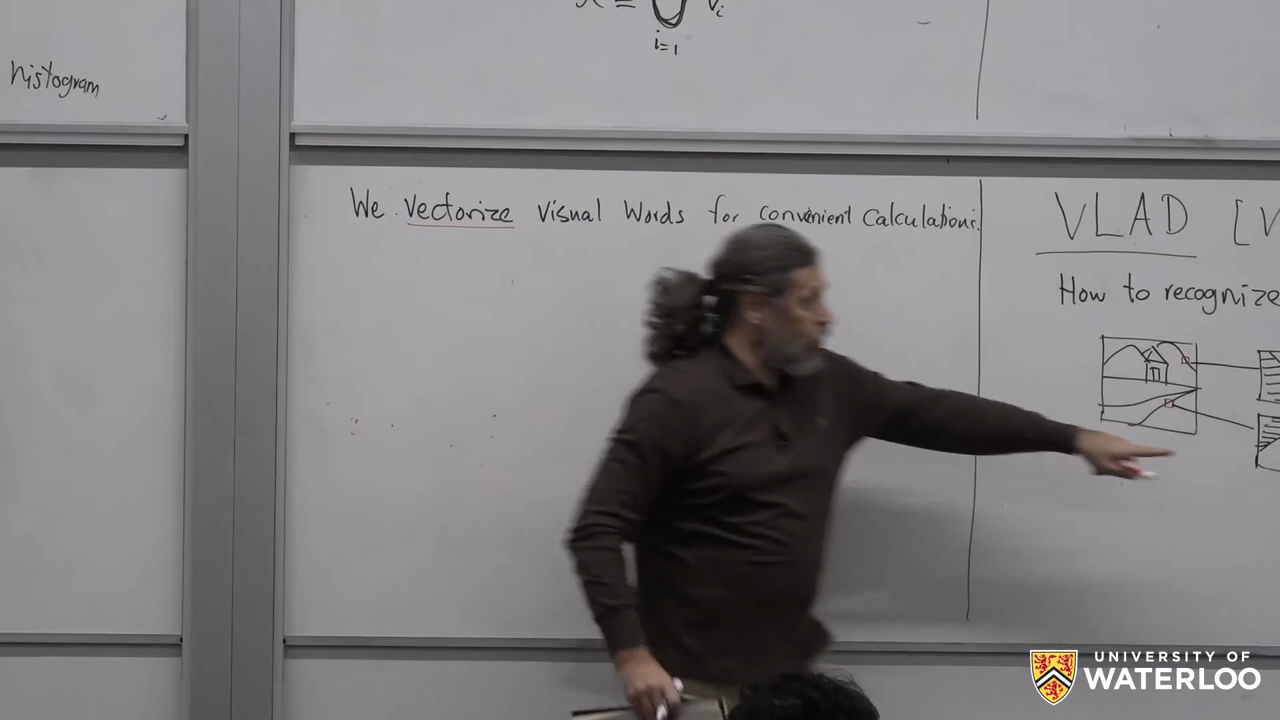 histogram
i=1
We vectorize visual words for convenient calculations.
VLAD [V
How to recognize
UNIVERSITY OF
WATERLOO